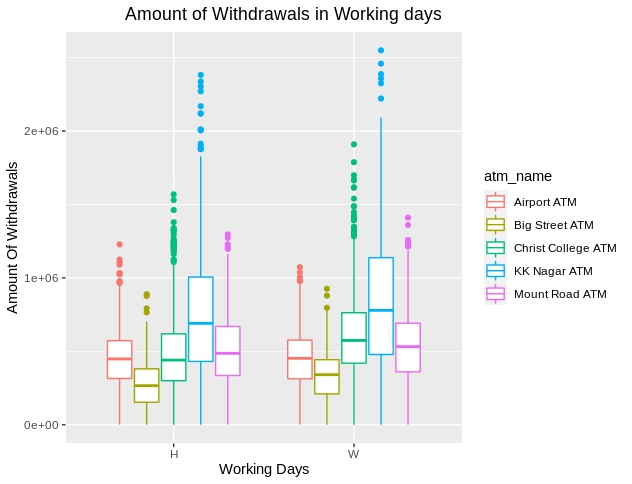 Amount of Withdrawals in Working days
Amount Of Withdrawals
2e+06
1e+06
0e+00
H
W
Working Days
atm_name
Airport ATM
Big Street ATM
Christ College ATM
KK Nagar ATM
Mount Road ATM